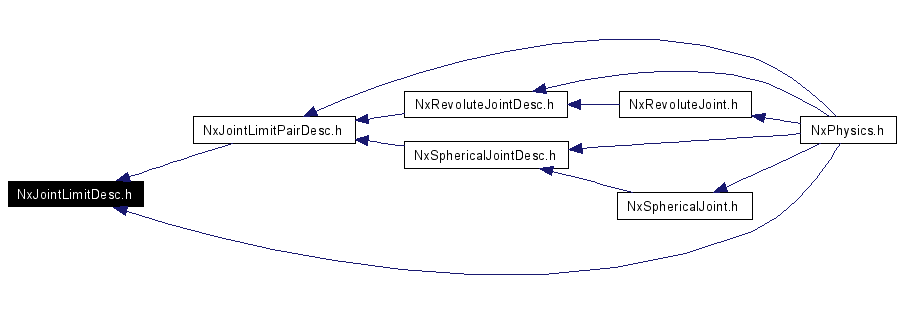 NxRevoluteJointDesc.h
NxRevoluteJoint.h
NxJointLimitPairDesc.h
NxPhysics.h
NxSphericalJointDesc.h
NxJointLimitDesc.h
NxSphericalJoint.h